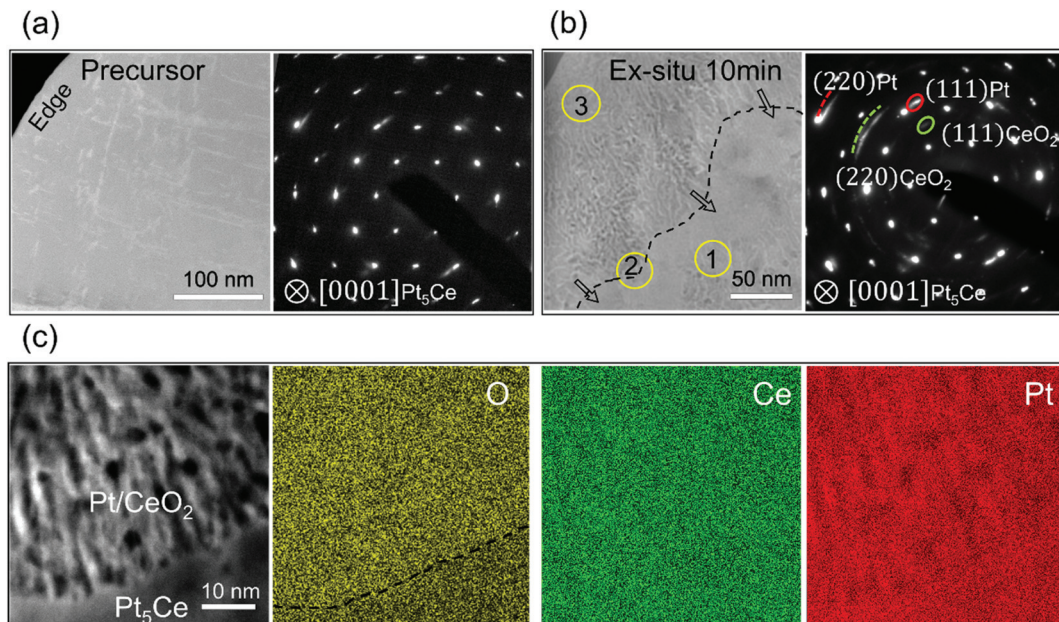 (a)
Precursor
Edge
100 nm
⊗ [0001]Pt₅Ce
(b)
Ex-situ 10min
3
2
1
50 nm
(220)Pt
(111)Pt
(111)CeO₂
(220)CeO₂
⊗ [0001]Pt₅Ce
(c)
Pt/CeO₂
Pt₅Ce
10 nm
O
Ce
Pt